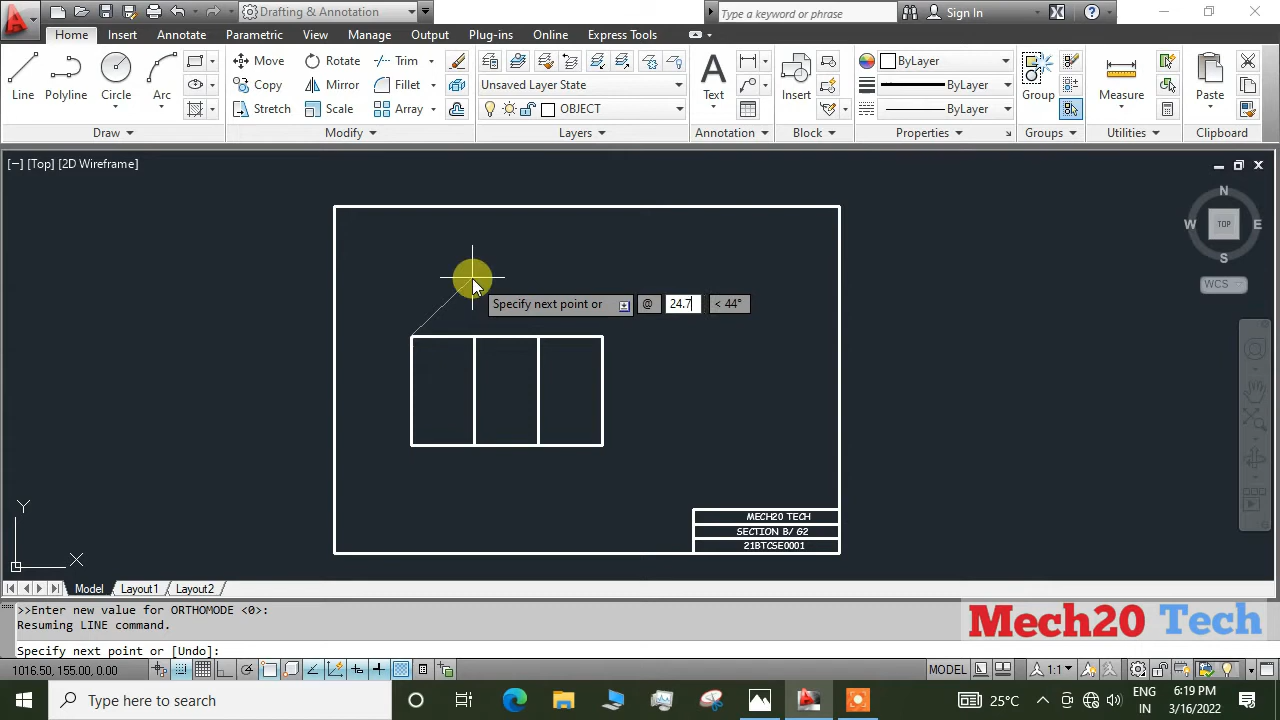 Drafting & Annotation
Type a keyword or phrase
Sign In
Home Insert Annotate Parametric View Manage Output Plug-ins Online Express Tools
Line
Polyline
Circle
Arc
Draw
Move Rotate Trim
Copy Mirror Fillet
Stretch Scale Array
Modify
Unsaved Layer State
OBJECT
Layers
Text
Annotation
Insert
Block
ByLayer
ByLayer
ByLayer
Properties
Group
Groups
Measure
Utilities
Paste
Clipboard
[−] [Top] [2D Wireframe]
N
W TOP E
S
WCS
Specify next point or @ 24.7 < 44°
MECH20 TECH
SECTION B/ G2
21BTCSE0001
Y
X
Model Layout1 Layout2
>>Enter new value for ORTHOMODE <0>:
Resuming LINE command.
Specify next point or [Undo]:
Mech20 Tech
1016.50, 155.00, 0.00
MODEL 1:1
Type here to search
25°C
ENG
IN
6:19 PM
3/16/2022